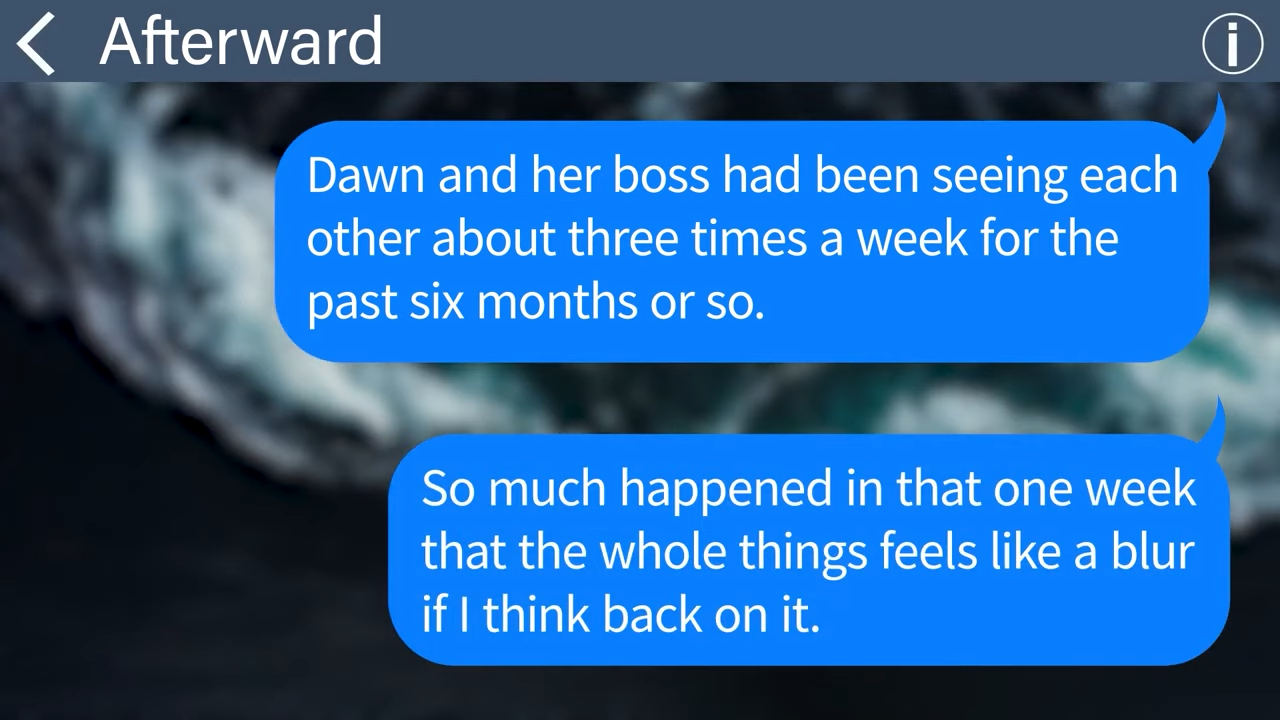 Afterward
Dawn and her boss had been seeing each
other about three times a week for the
past six months or so.
So much happened in that one week
that the whole things feels like a blur
if I think back on it.